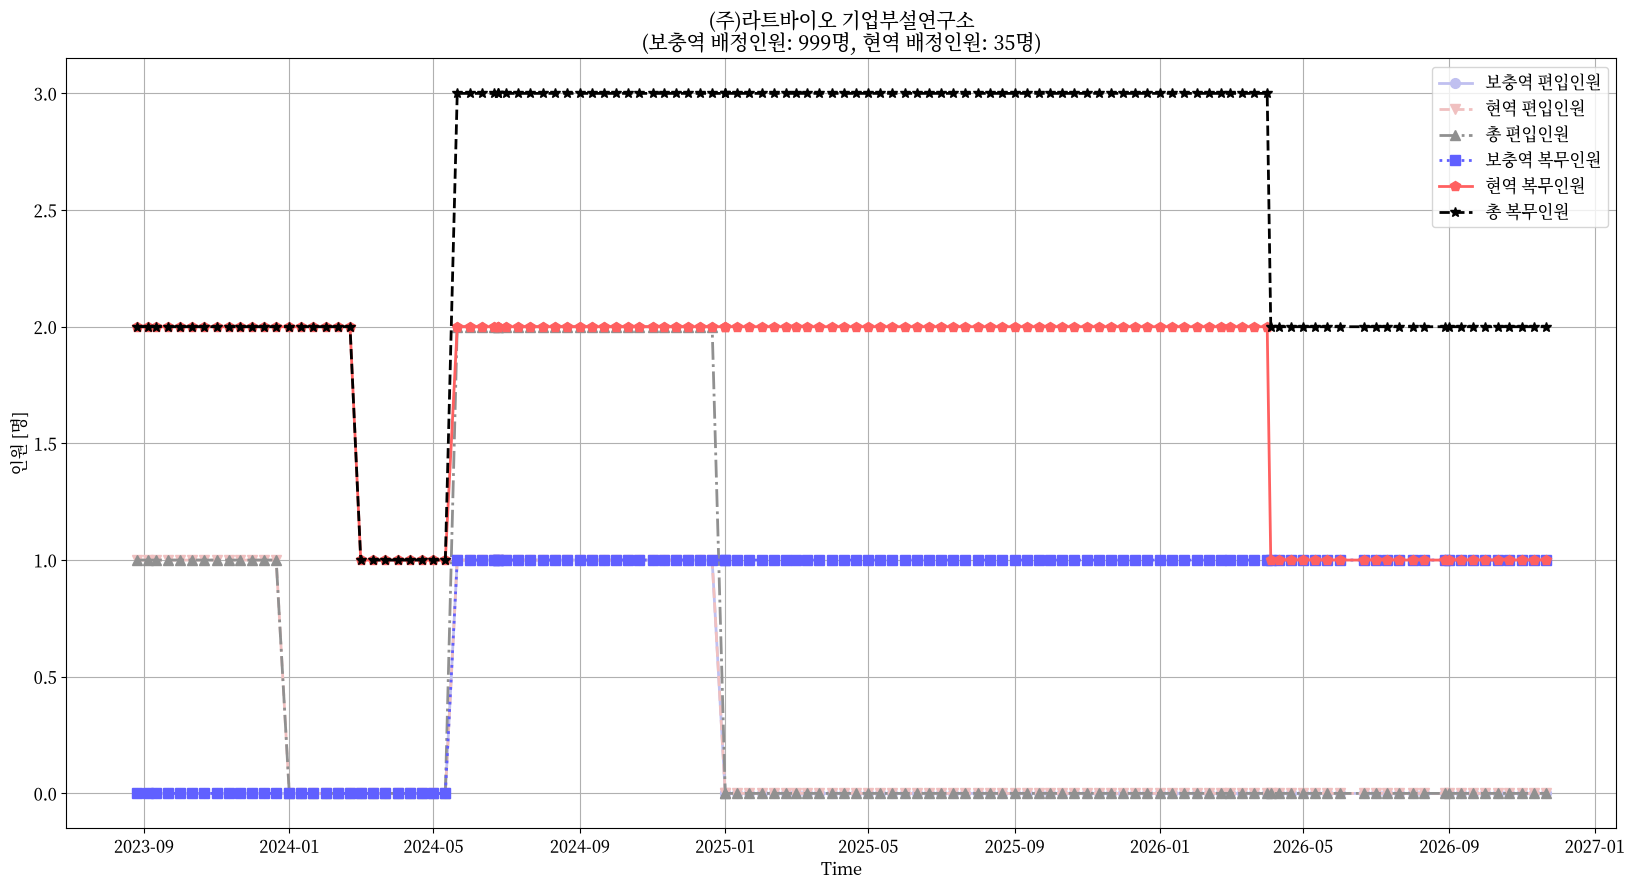 (주)라트바이오 기업부설연구소
(보충역 배정인원: 999명, 현역 배정인원: 35명)
인원 [명]
3.0
2.5
2.0
1.5
1.0
0.5
0.0
보충역 편입인원
현역 편입인원
총 편입인원
보충역 복무인원
현역 복무인원
총 복무인원
2023-09 2024-01 2024-05 2024-09 2025-01 2025-05 2025-09 2026-01 2026-05 2026-09 2027-01
Time